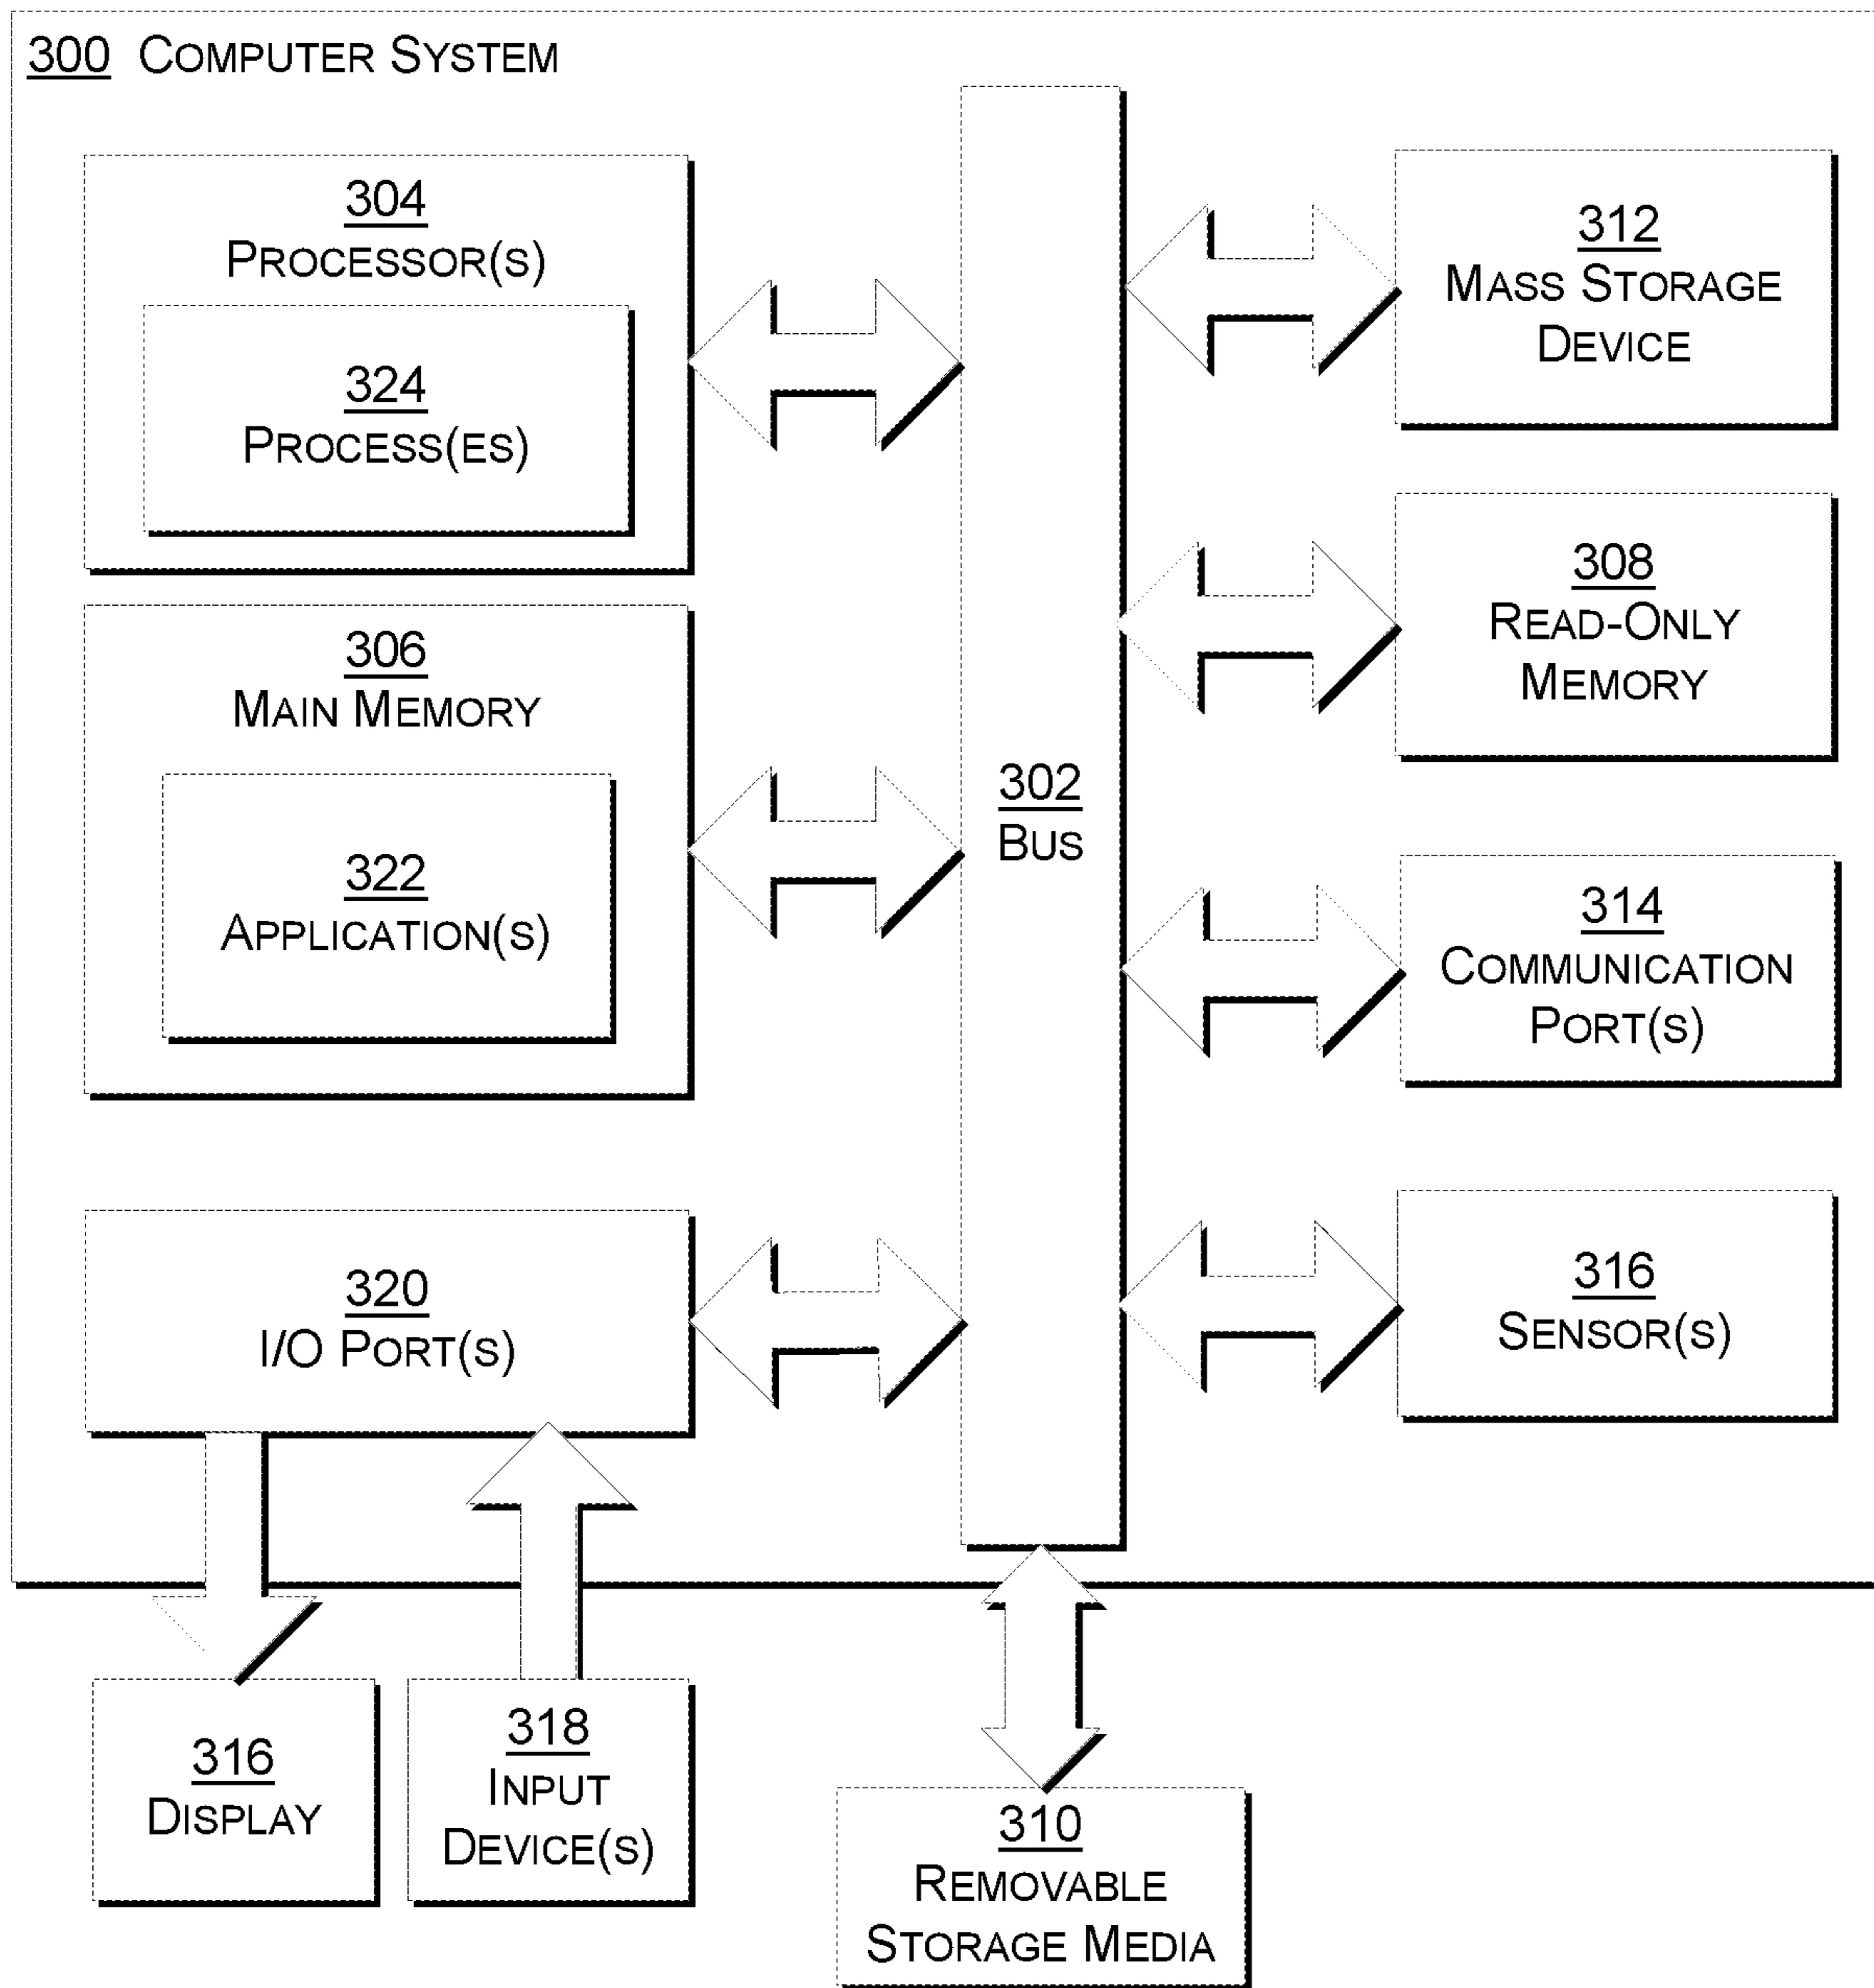 300 COMPUTER SYSTEM
304
PROCESSOR(S)
324
PROCESS(ES)
306
MAIN MEMORY
322
APPLICATION(S)
320
I/O PORT(S)
302
BUS
312
MASS STORAGE
DEVICE
308
READ-ONLY
MEMORY
314
COMMUNICATION
PORT(S)
316
SENSOR(S)
316
DISPLAY
318
INPUT
DEVICE(S)
310
REMOVABLE
STORAGE MEDIA